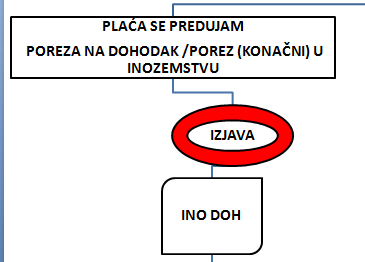 PLAĆA SE PREDUJAM
POREZA NA DOHODAK /POREZ (KONAČNI) U
INOZEMSTVU
IZJAVA
INO DOH